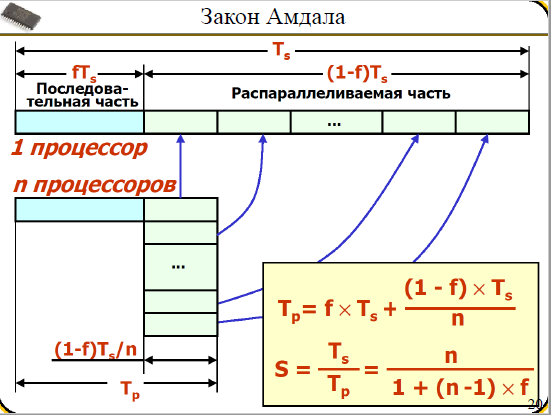 Закон Амдала
Ts
fTs
(1-f)Ts
Последова-
тельная часть
Распараллеливаемая часть
...
1 процессор
n процессоров
...
Tp= f × Ts + (1 - f) × Ts
n
S = Ts = n
Tp 1 + (n -1) × f
(1-f)Ts/n
Tp
20